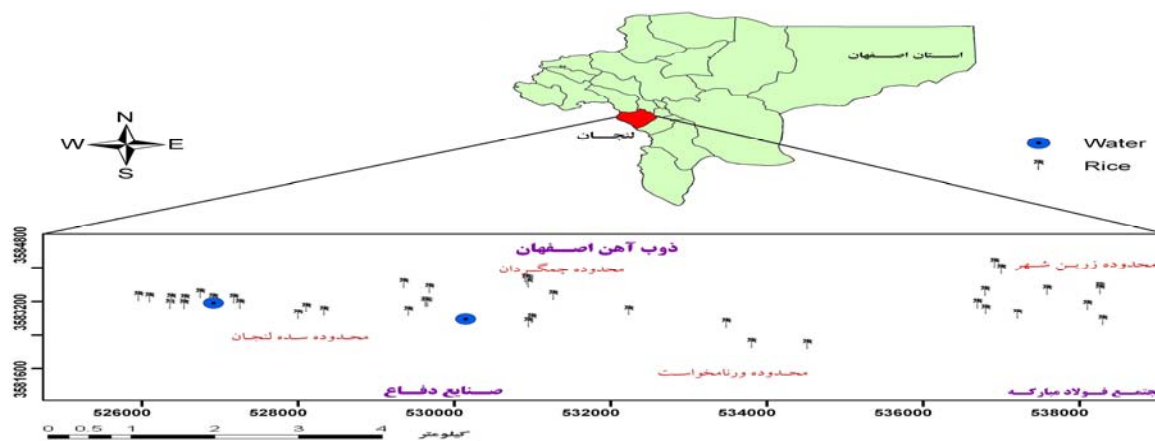 استان اصفهان
لنجان
N
W E
S
Water
Rice
ذوب آهن اصفهان
محدوده چمگردان
محدوده زرین شهر
3584800
3583200
3581600
محدوده سده لنجان
محدوده ورنامخواست
صنایع دفاع
جتمع فولاد مبارکه
526000 528000 530000 532000 534000 536000 538000
0 0.5 1 2 3 4
کیلومتر